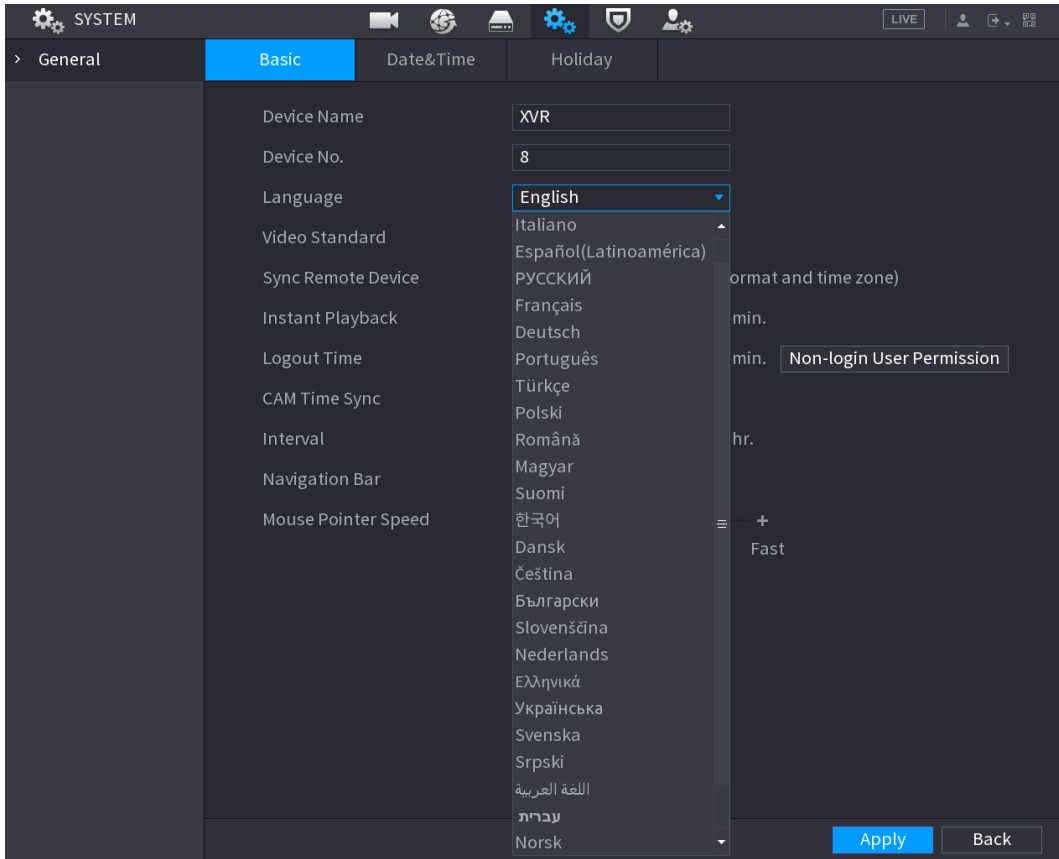 SYSTEM
LIVE
General
Basic
Date&Time
Holiday
Device Name
XVR
Device No.
8
Language
English
Italiano
Video Standard
Español(Latinoamérica)
Sync Remote Device
РУССКИЙ
ormat and time zone)
Français
Instant Playback
min.
Deutsch
Logout Time
Português
min.
Non-login User Permission
Türkçe
CAM Time Sync
Polski
Interval
Română
hr.
Magyar
Navigation Bar
Suomi
Mouse Pointer Speed
한국어
Dansk
Fast
Čeština
Български
Slovenščina
Nederlands
Ελληνικά
Українська
Svenska
Srpski
اللغة العربية
עברית
Norsk
Apply
Back